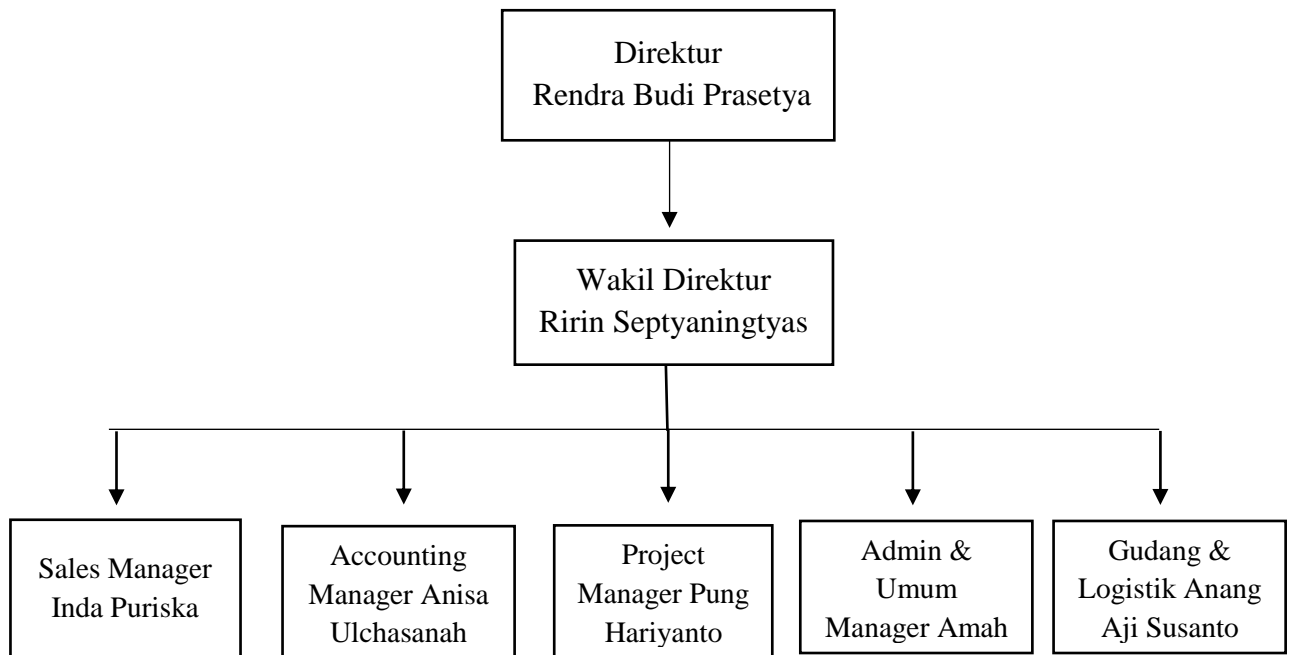 Direktur
Rendra Budi Prasetya
Wakil Direktur
Ririn Septyaningtyas
Sales Manager
Inda Puriska
Accounting
Manager Anisa
Ulchasanah
Project
Manager Pung
Hariyanto
Admin &
Umum
Manager Amah
Gudang &
Logistik Anang
Aji Susanto